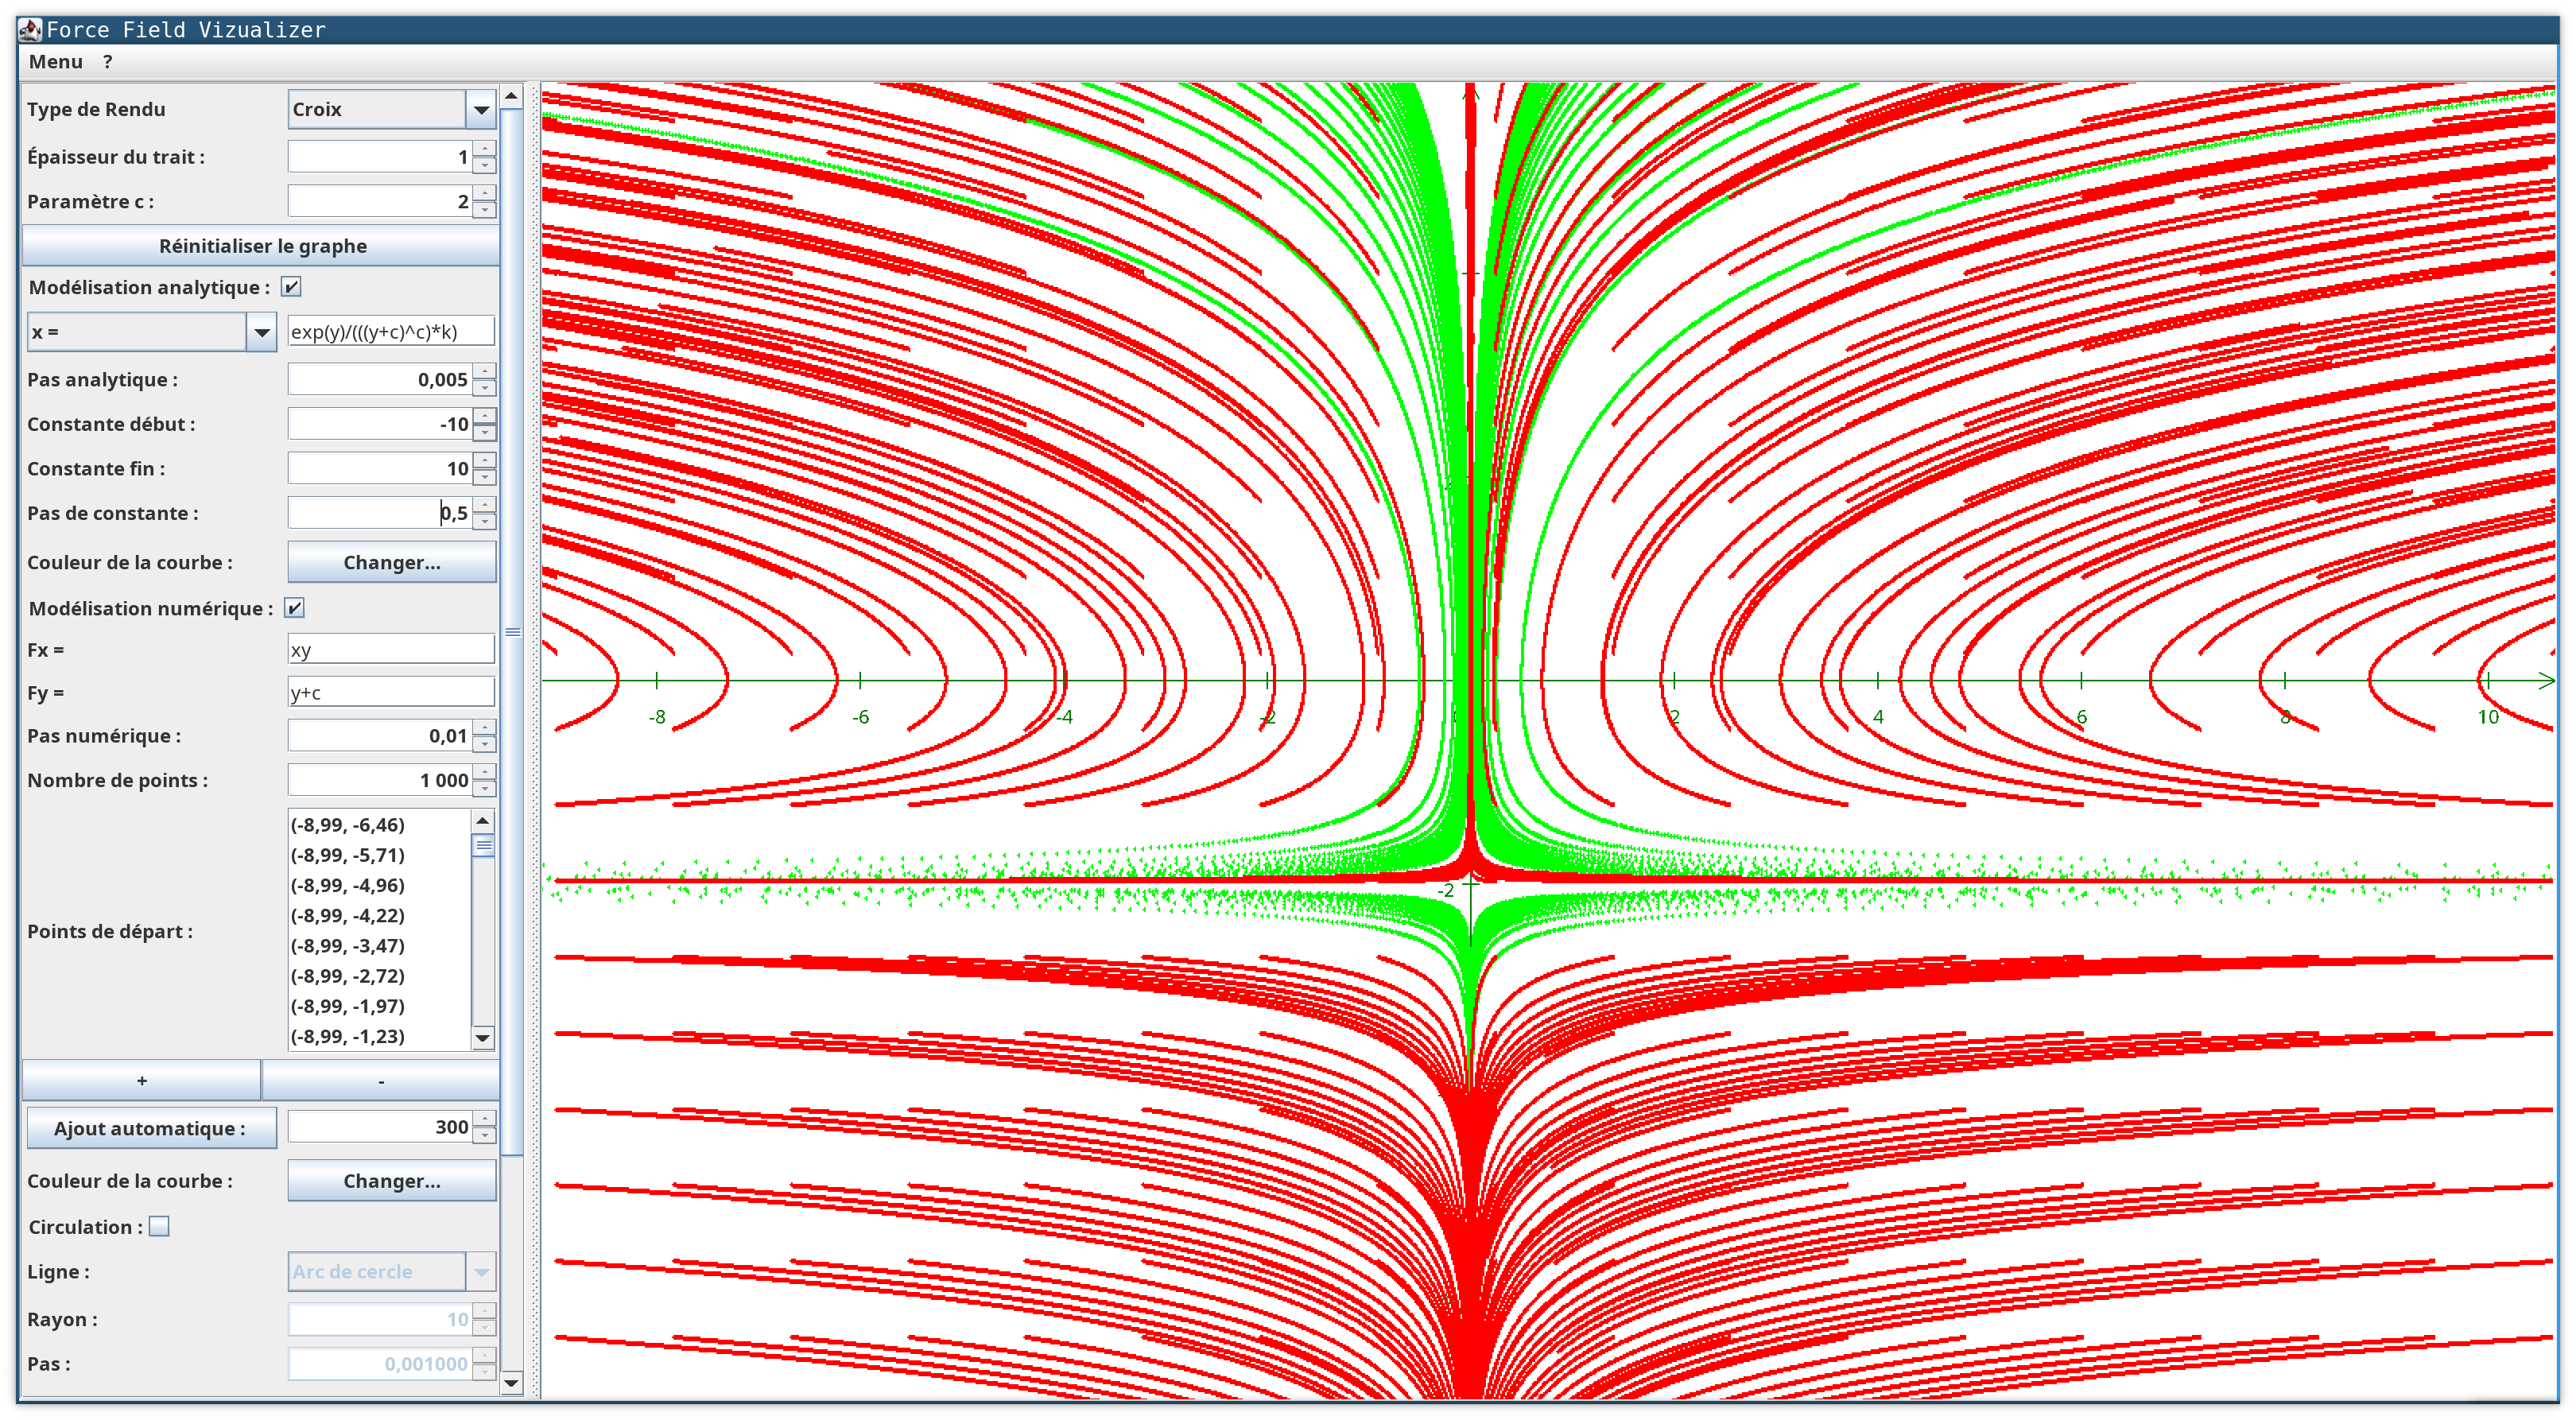 Force Field Vizualizer
Menu ?
Type de Rendu Croix
Épaisseur du trait : 1
Paramètre c : 2
Réinitialiser le graphe
Modélisation analytique :
x = exp(y)/(((y+c)^c)*k)
Pas analytique : 0,005
Constante début : -10
Constante fin : 10
Pas de constante : 0,5
Couleur de la courbe : Changer...
Modélisation numérique :
Fx = xy
Fy = y+c
Pas numérique : 0,01
Nombre de points : 1 000
Points de départ :
(-8,99, -6,46)
(-8,99, -5,71)
(-8,99, -4,96)
(-8,99, -4,22)
(-8,99, -3,47)
(-8,99, -2,72)
(-8,99, -1,97)
(-8,99, -1,23)
+ -
Ajout automatique : 300
Couleur de la courbe : Changer...
Circulation :
Ligne : Arc de cercle
Rayon : 10
Pas : 0,001000
-8 -6 -4 -2 2 4 6 8 10
-2